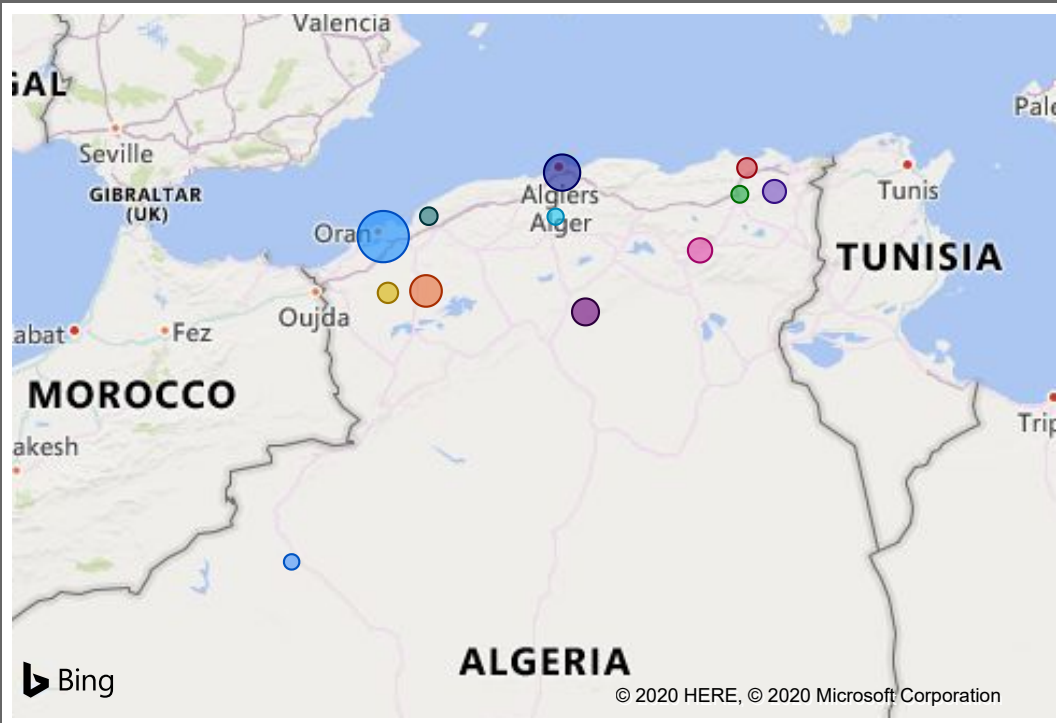 Valencia
GAL
Pale
Seville
GIBRALTAR
(UK)
Algiers
Alger
Tunis
Oran
TUNISIA
Oujda
abat
Fez
MOROCCO
Trip
akesh
ALGERIA
Bing
© 2020 HERE, © 2020 Microsoft Corporation